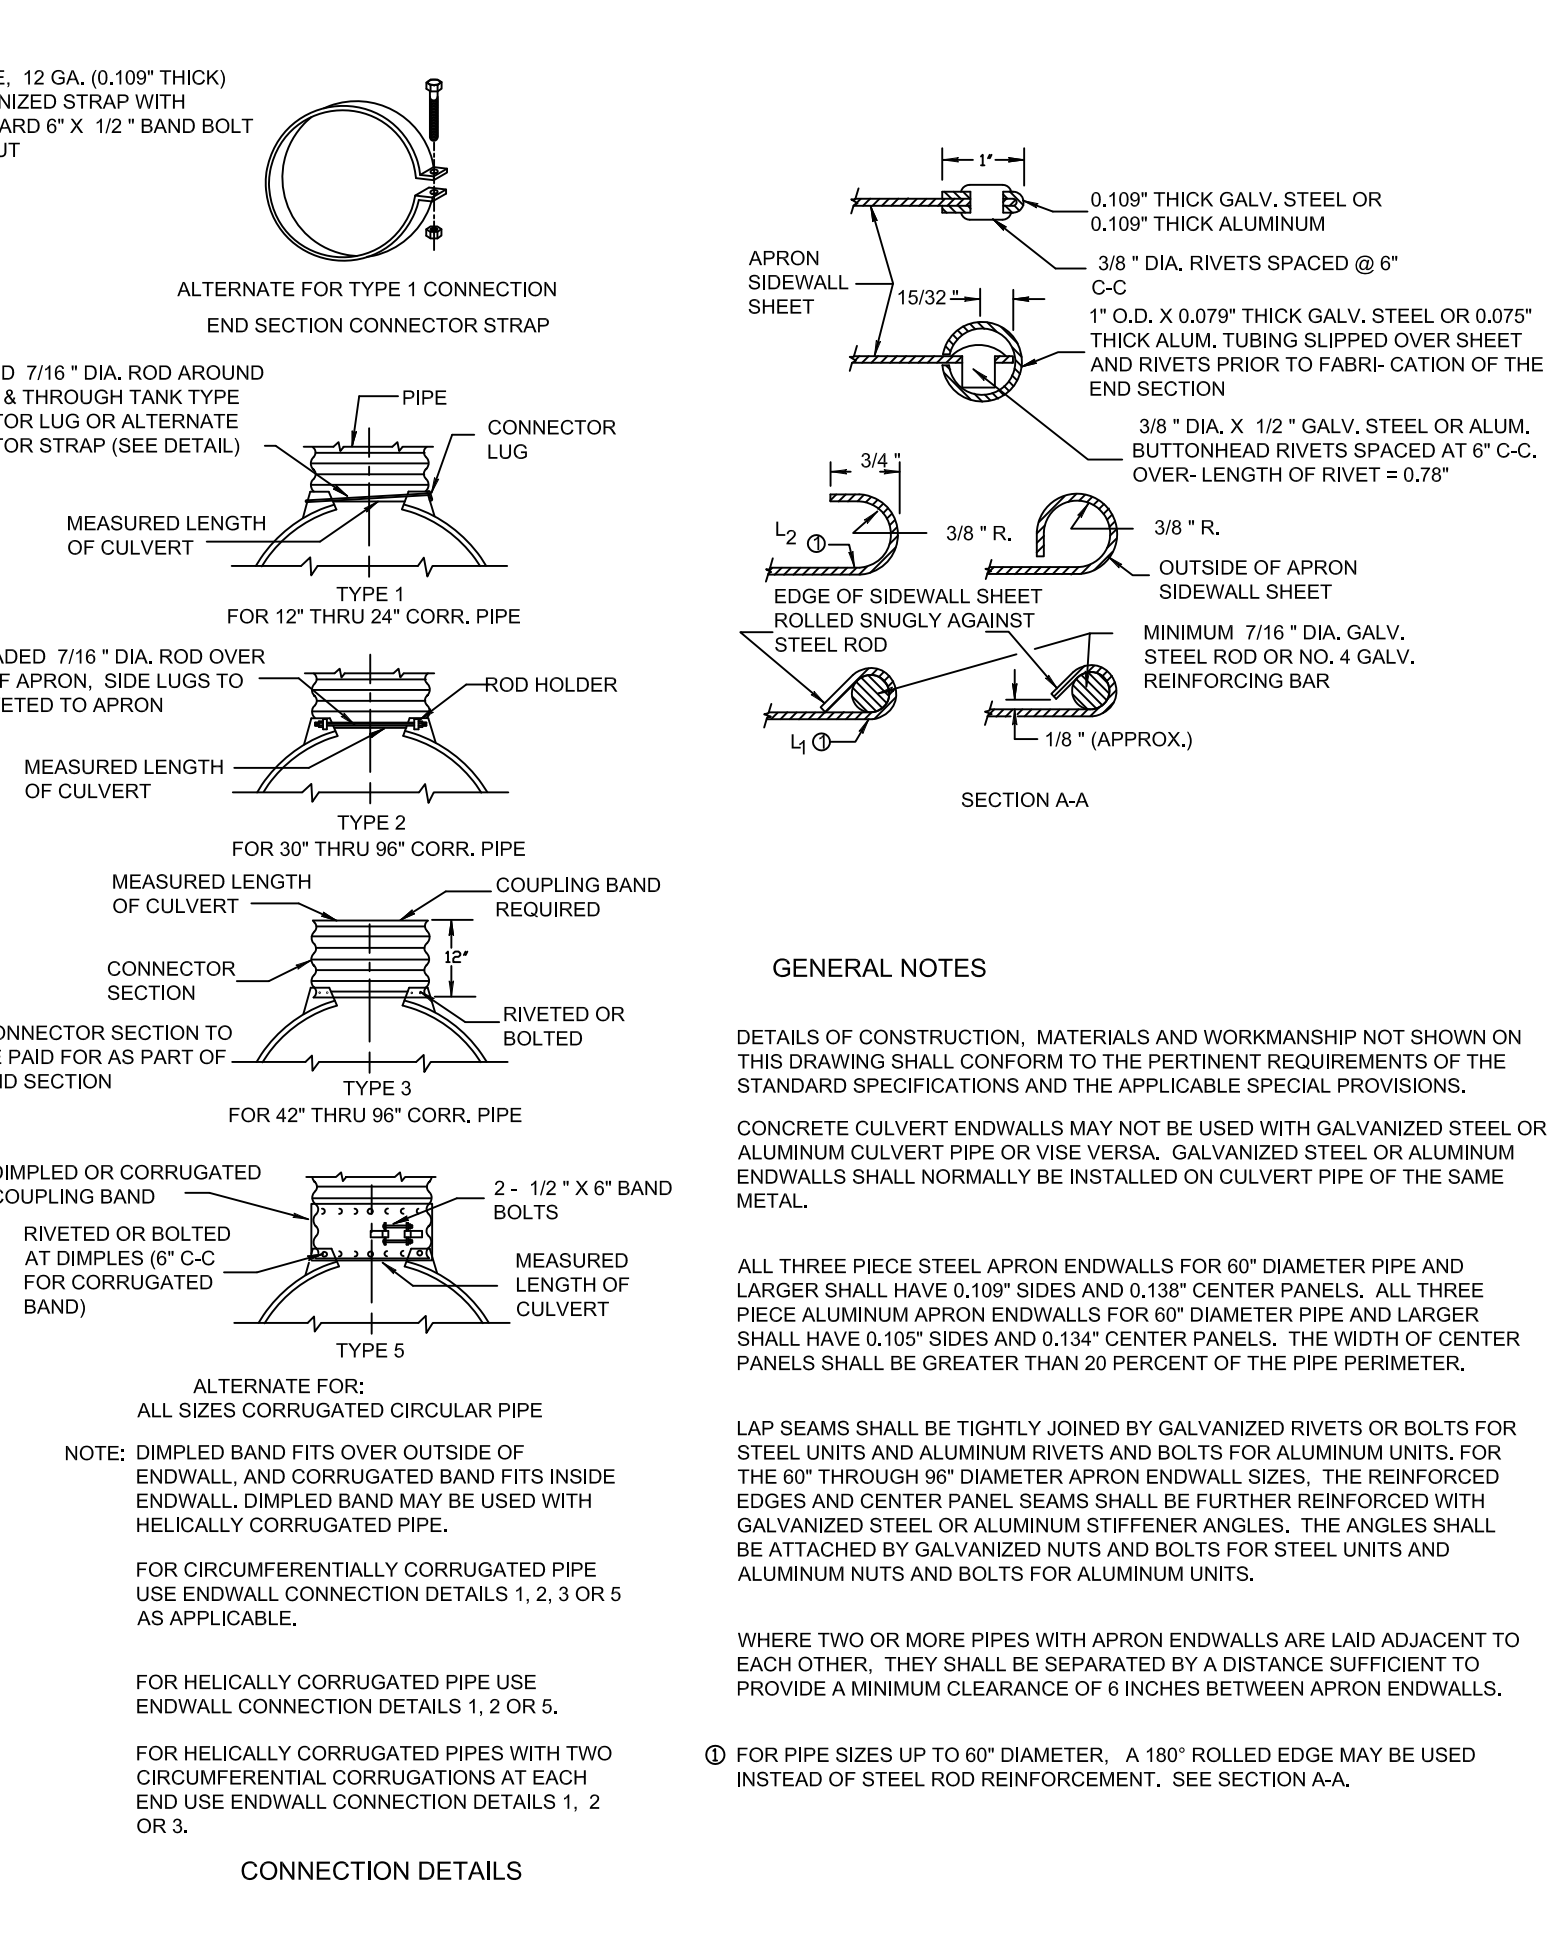 12 GA. (0.109" THICK)
STRAP WITH
6" X 1/2 " BAND BOLT
ALTERNATE FOR TYPE 1 CONNECTION
END SECTION CONNECTOR STRAP
7/16 " DIA. ROD AROUND
& THROUGH TANK TYPE
LUG OR ALTERNATE
STRAP (SEE DETAIL)
PIPE
CONNECTOR
LUG
MEASURED LENGTH
OF CULVERT
TYPE 1
FOR 12" THRU 24" CORR. PIPE
7/16 " DIA. ROD OVER
APRON, SIDE LUGS TO
TO APRON
ROD HOLDER
MEASURED LENGTH
OF CULVERT
TYPE 2
FOR 30" THRU 96" CORR. PIPE
MEASURED LENGTH
OF CULVERT
COUPLING BAND
REQUIRED
12"
CONNECTOR
SECTION
RIVETED OR
BOLTED
SECTION TO
PAID FOR AS PART OF
SECTION
TYPE 3
FOR 42" THRU 96" CORR. PIPE
DIMPLED OR CORRUGATED
COUPLING BAND
2 - 1/2 " X 6" BAND
BOLTS
RIVETED OR BOLTED
AT DIMPLES (6" C-C
FOR CORRUGATED
BAND)
MEASURED
LENGTH OF
CULVERT
TYPE 5
ALTERNATE FOR:
ALL SIZES CORRUGATED CIRCULAR PIPE
NOTE: DIMPLED BAND FITS OVER OUTSIDE OF
ENDWALL, AND CORRUGATED BAND FITS INSIDE
ENDWALL. DIMPLED BAND MAY BE USED WITH
HELICALLY CORRUGATED PIPE.
FOR CIRCUMFERENTIALLY CORRUGATED PIPE
USE ENDWALL CONNECTION DETAILS 1, 2, 3 OR 5
AS APPLICABLE.
FOR HELICALLY CORRUGATED PIPE USE
ENDWALL CONNECTION DETAILS 1, 2 OR 5.
FOR HELICALLY CORRUGATED PIPES WITH TWO
CIRCUMFERENTIAL CORRUGATIONS AT EACH
END USE ENDWALL CONNECTION DETAILS 1, 2
OR 3.
CONNECTION DETAILS
1"
0.109" THICK GALV. STEEL OR
0.109" THICK ALUMINUM
APRON
SIDEWALL
SHEET
3/8 " DIA. RIVETS SPACED @ 6"
C-C
15/32 "
1" O.D. X 0.079" THICK GALV. STEEL OR 0.075"
THICK ALUM. TUBING SLIPPED OVER SHEET
AND RIVETS PRIOR TO FABRI- CATION OF THE
END SECTION
3/8 " DIA. X 1/2 " GALV. STEEL OR ALUM.
BUTTONHEAD RIVETS SPACED AT 6" C-C.
OVER- LENGTH OF RIVET = 0.78"
3/4 "
L2 ①
3/8 " R.
3/8 " R.
OUTSIDE OF APRON
SIDEWALL SHEET
EDGE OF SIDEWALL SHEET
ROLLED SNUGLY AGAINST
STEEL ROD
MINIMUM 7/16 " DIA. GALV.
STEEL ROD OR NO. 4 GALV.
REINFORCING BAR
L1 ①
1/8 " (APPROX.)
SECTION A-A
GENERAL NOTES
DETAILS OF CONSTRUCTION, MATERIALS AND WORKMANSHIP NOT SHOWN ON
THIS DRAWING SHALL CONFORM TO THE PERTINENT REQUIREMENTS OF THE
STANDARD SPECIFICATIONS AND THE APPLICABLE SPECIAL PROVISIONS.
CONCRETE CULVERT ENDWALLS MAY NOT BE USED WITH GALVANIZED STEEL OR
ALUMINUM CULVERT PIPE OR VISE VERSA. GALVANIZED STEEL OR ALUMINUM
ENDWALLS SHALL NORMALLY BE INSTALLED ON CULVERT PIPE OF THE SAME
METAL.
ALL THREE PIECE STEEL APRON ENDWALLS FOR 60" DIAMETER PIPE AND
LARGER SHALL HAVE 0.109" SIDES AND 0.138" CENTER PANELS. ALL THREE
PIECE ALUMINUM APRON ENDWALLS FOR 60" DIAMETER PIPE AND LARGER
SHALL HAVE 0.105" SIDES AND 0.134" CENTER PANELS. THE WIDTH OF CENTER
PANELS SHALL BE GREATER THAN 20 PERCENT OF THE PIPE PERIMETER.
LAP SEAMS SHALL BE TIGHTLY JOINED BY GALVANIZED RIVETS OR BOLTS FOR
STEEL UNITS AND ALUMINUM RIVETS AND BOLTS FOR ALUMINUM UNITS. FOR
THE 60" THROUGH 96" DIAMETER APRON ENDWALL SIZES, THE REINFORCED
EDGES AND CENTER PANEL SEAMS SHALL BE FURTHER REINFORCED WITH
GALVANIZED STEEL OR ALUMINUM STIFFENER ANGLES. THE ANGLES SHALL
BE ATTACHED BY GALVANIZED NUTS AND BOLTS FOR STEEL UNITS AND
ALUMINUM NUTS AND BOLTS FOR ALUMINUM UNITS.
WHERE TWO OR MORE PIPES WITH APRON ENDWALLS ARE LAID ADJACENT TO
EACH OTHER, THEY SHALL BE SEPARATED BY A DISTANCE SUFFICIENT TO
PROVIDE A MINIMUM CLEARANCE OF 6 INCHES BETWEEN APRON ENDWALLS.
① FOR PIPE SIZES UP TO 60" DIAMETER, A 180° ROLLED EDGE MAY BE USED
INSTEAD OF STEEL ROD REINFORCEMENT. SEE SECTION A-A.